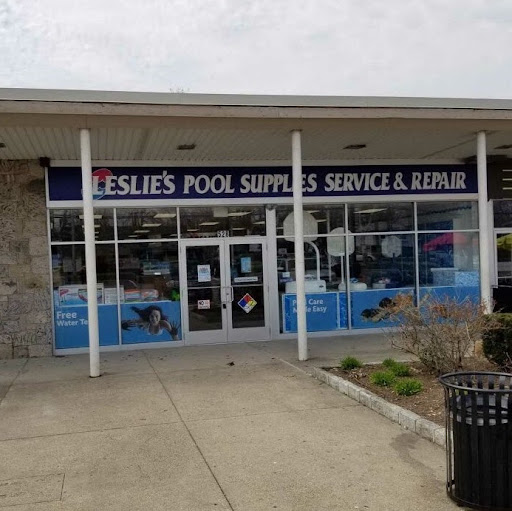 LESLIE'S POOL SUPPLIES SERVICE & REPAIR
Free
Water Te
Pool Care
Made Easy